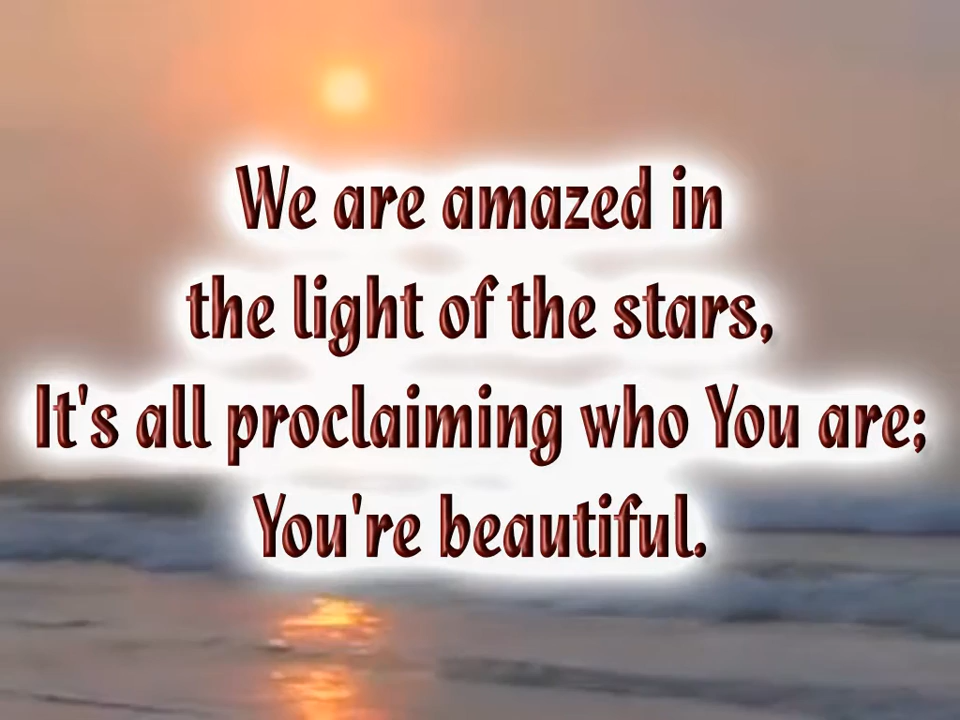 We are amazed in
the light of the stars,
It's all proclaiming who You are;
You're beautiful.